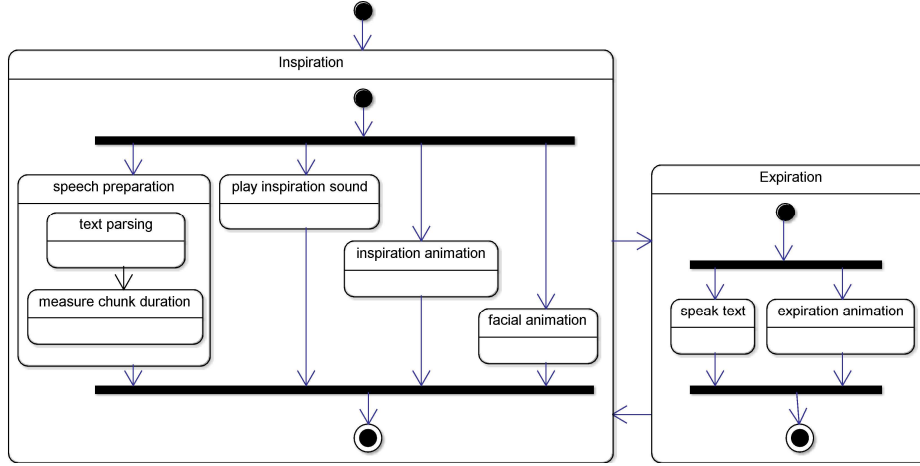 Inspiration
speech preparation
text parsing
measure chunk duration
play inspiration sound
inspiration animation
facial animation
Expiration
speak text
expiration animation